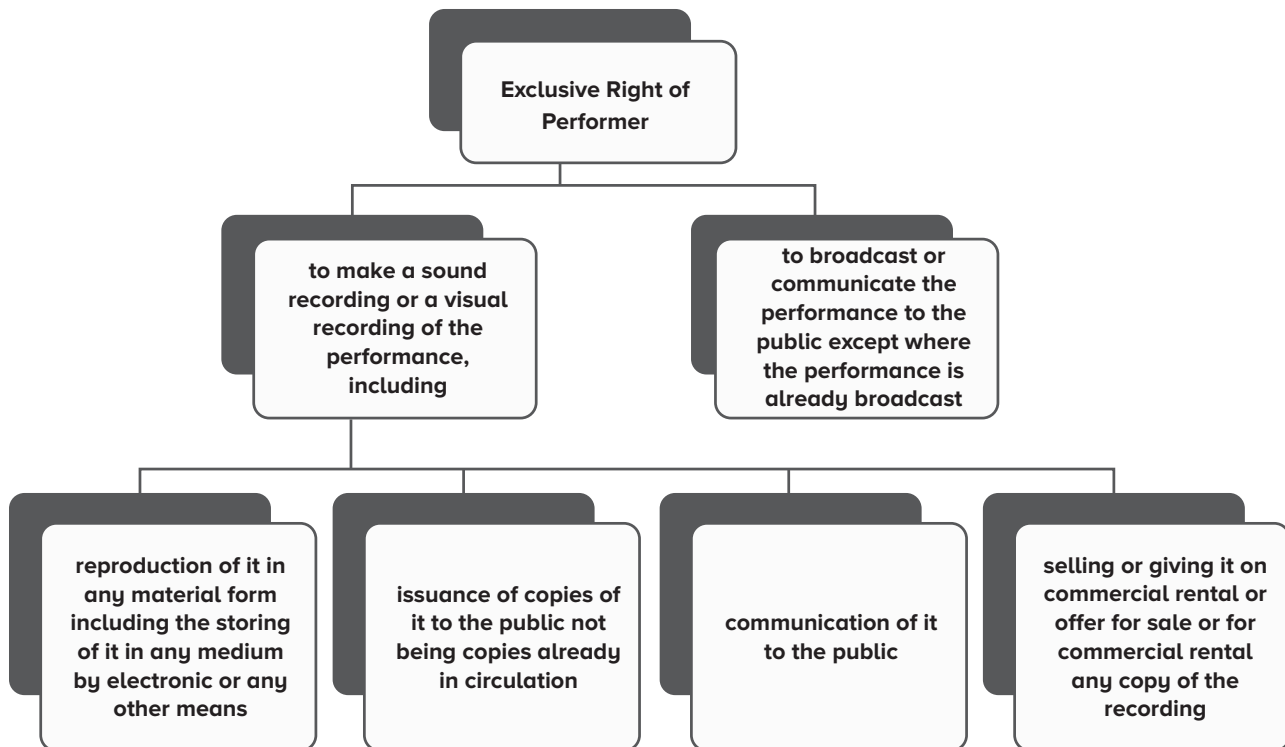 Exclusive Right of
Performer
to make a sound
recording or a visual
recording of the
performance,
including
to broadcast or
communicate the
performance to the
public except where
the performance is
already broadcast
reproduction of it in
any material form
including the storing
of it in any medium
by electronic or any
other means
issuance of copies of
it to the public not
being copies already
in circulation
communication of it
to the public
selling or giving it on
commercial rental or
offer for sale or for
commercial rental
any copy of the
recording